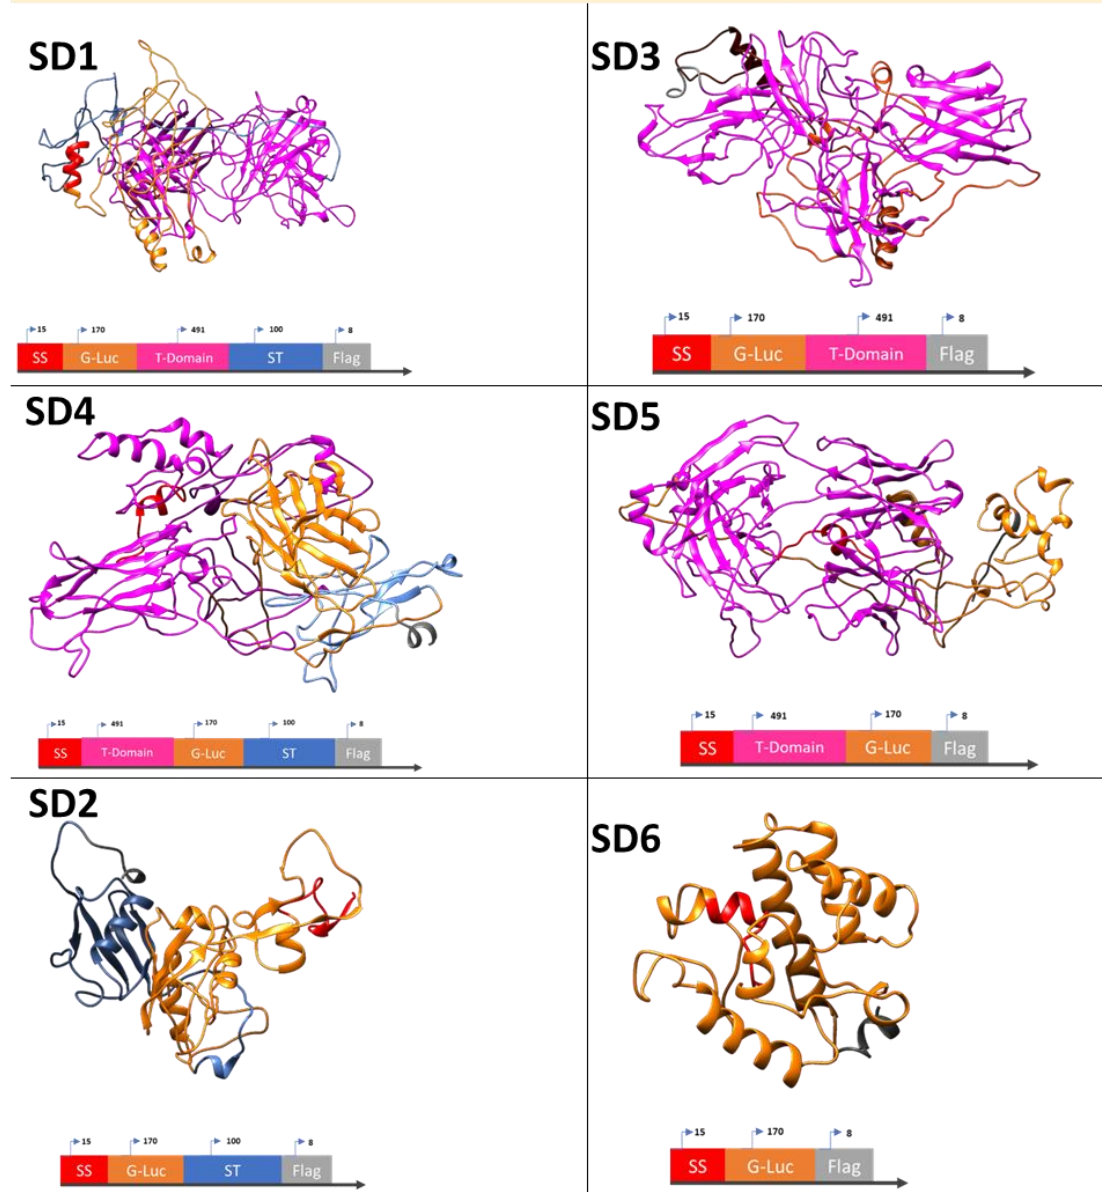 SD1
15 170 491 100 8
SS G-Luc T-Domain ST Flag
SD3
15 170 491 8
SS G-Luc T-Domain Flag
SD4
15 491 170 100 8
SS T-Domain G-Luc ST Flag
SD5
15 491 170 8
SS T-Domain G-Luc Flag
SD2
15 170 100 8
SS G-Luc ST Flag
SD6
15 170 8
SS G-Luc Flag